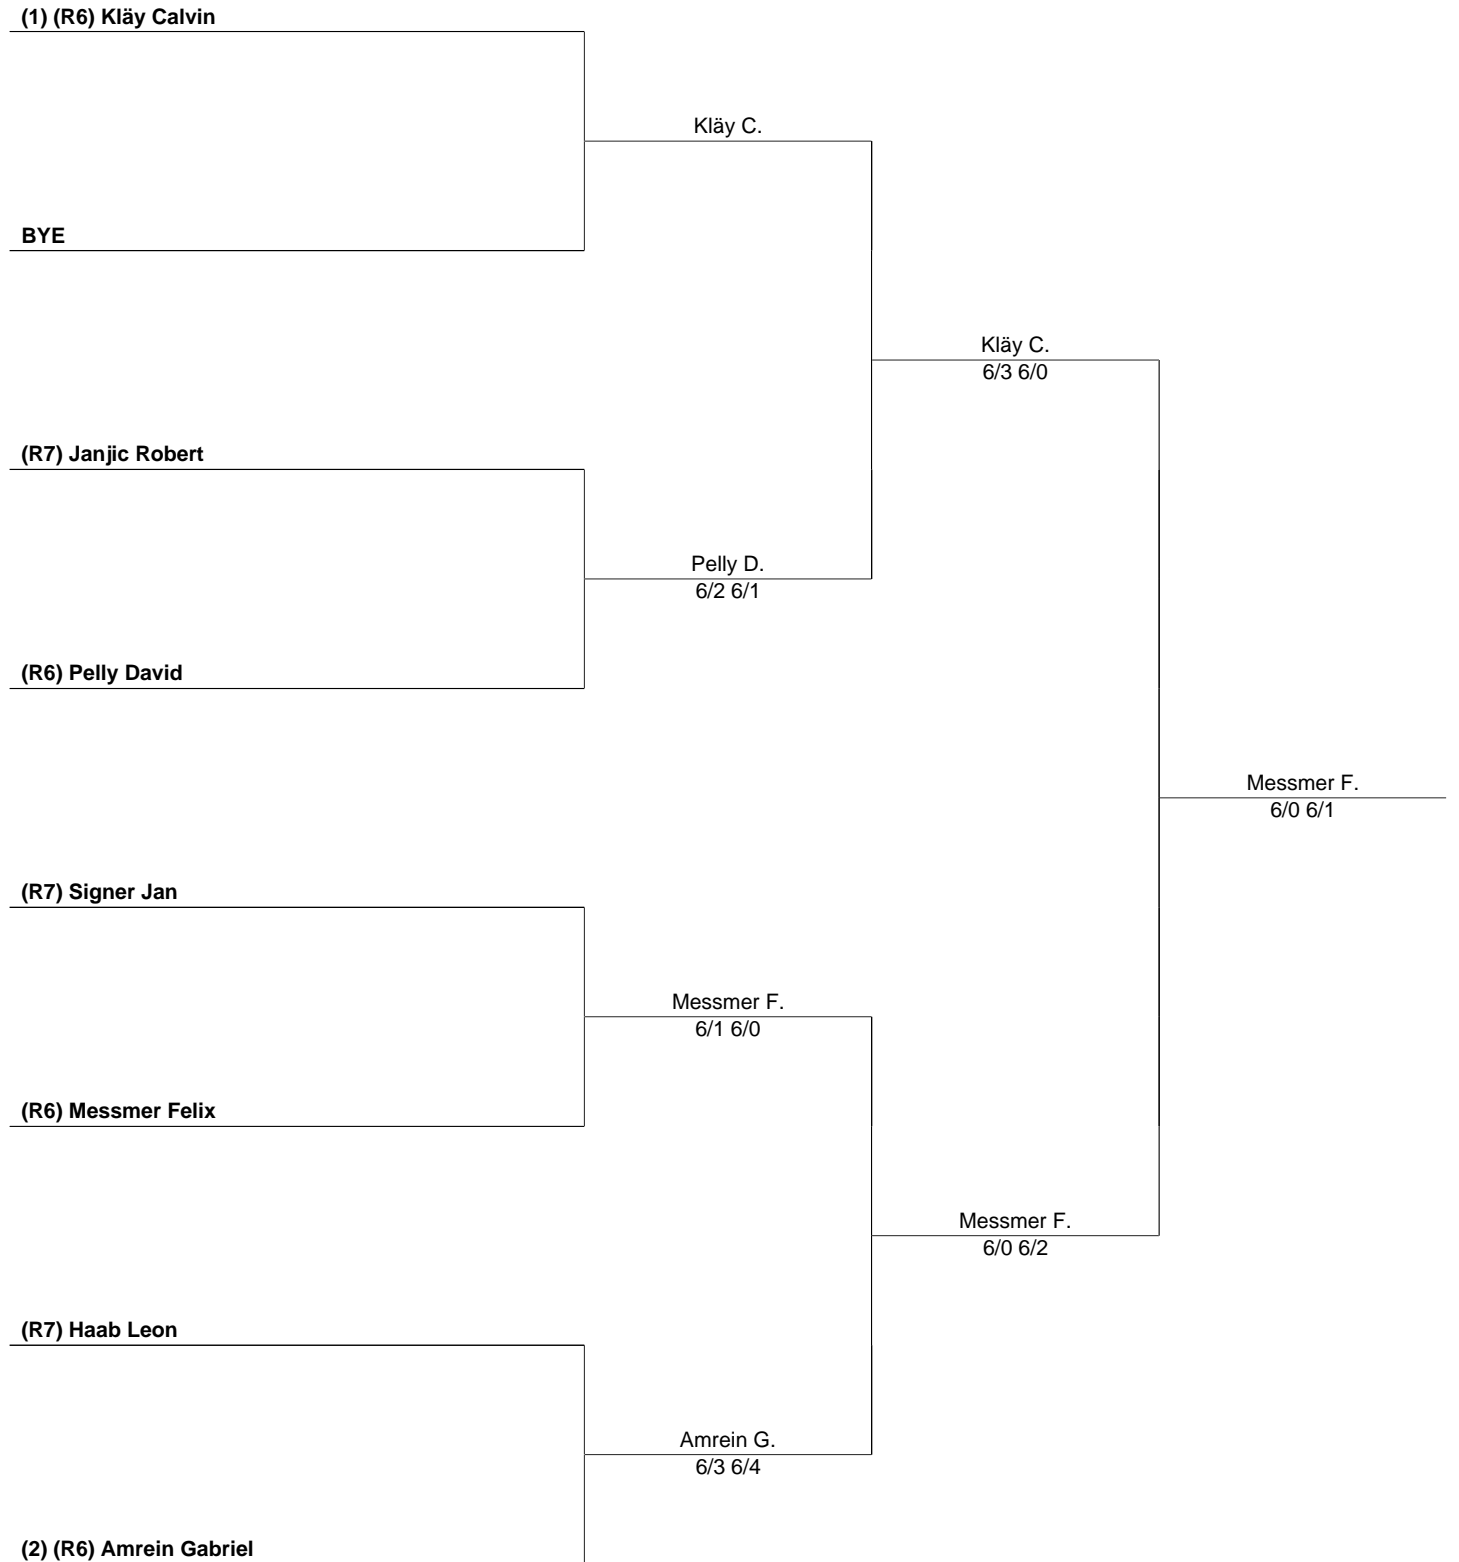 (1) (R6) Kläy Calvin
Kläy C.
BYE
Kläy C.
6/3 6/0
(R7) Janjic Robert
Pelly D.
6/2 6/1
(R6) Pelly David
Messmer F.
6/0 6/1
(R7) Signer Jan
Messmer F.
6/1 6/0
(R6) Messmer Felix
Messmer F.
6/0 6/2
(R7) Haab Leon
Amrein G.
6/3 6/4
(2) (R6) Amrein Gabriel